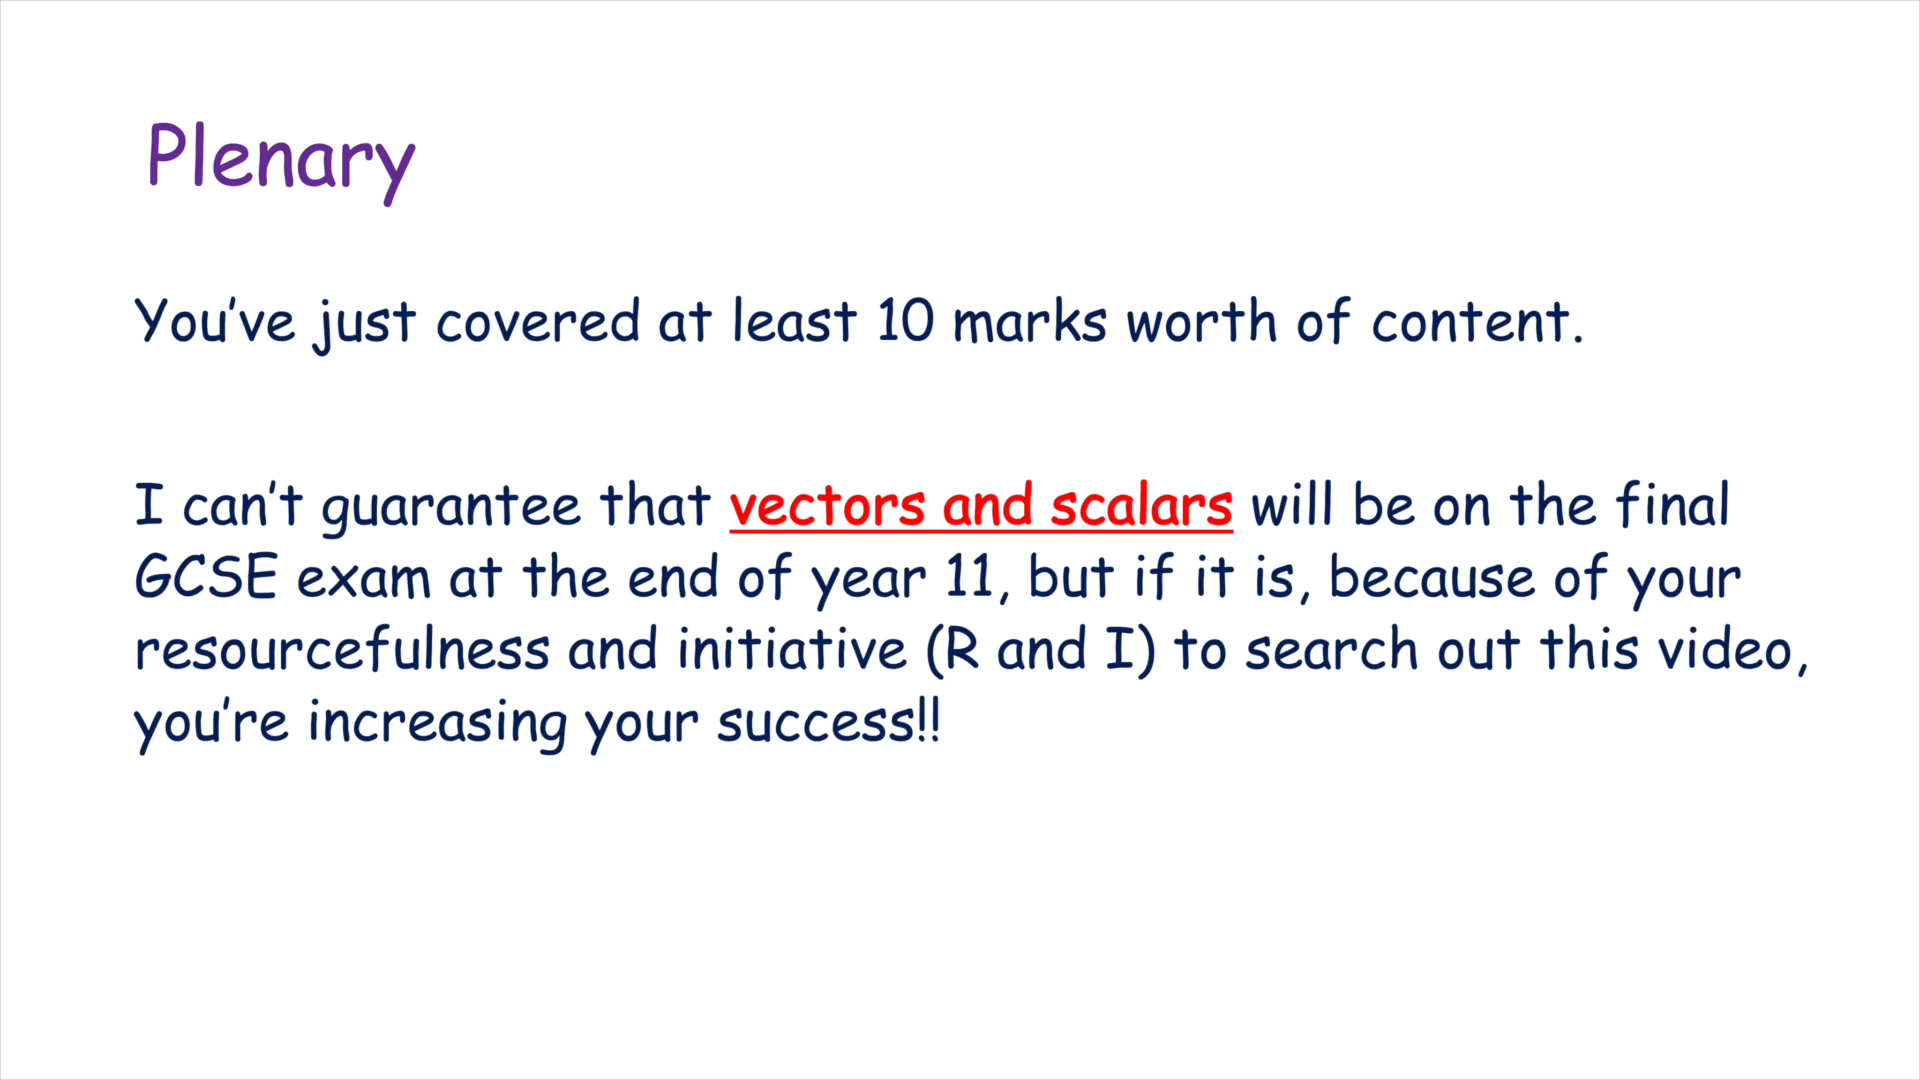 Plenary
You’ve just covered at least 10 marks worth of content.
I can’t guarantee that vectors and scalars will be on the final
GCSE exam at the end of year 11, but if it is, because of your
resourcefulness and initiative (R and I) to search out this video,
you’re increasing your success!!